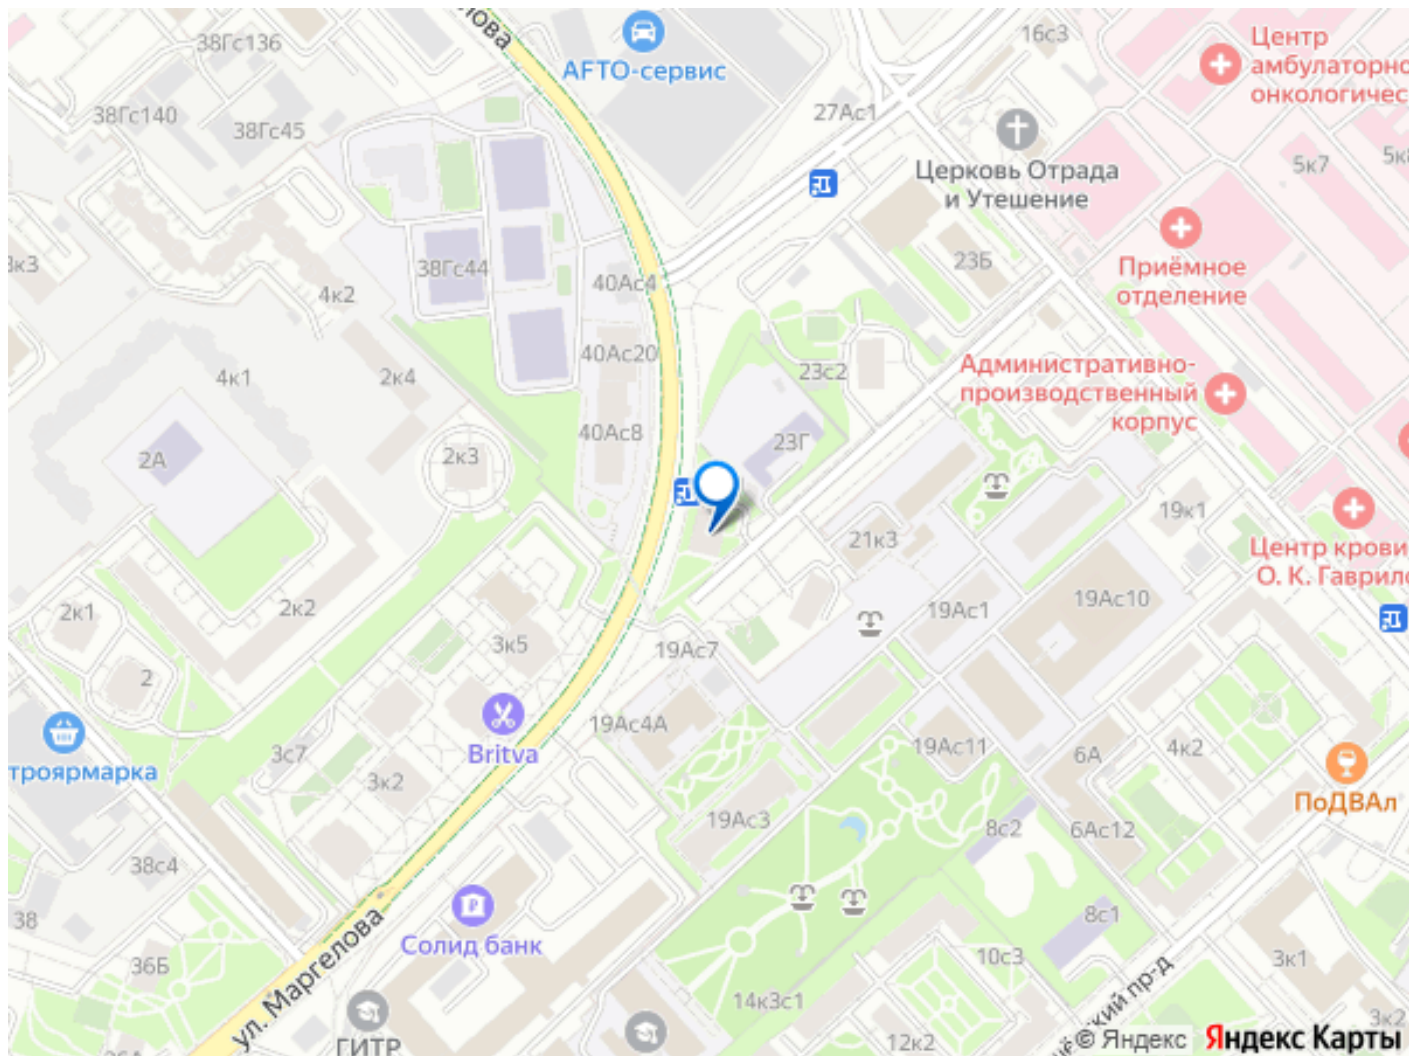 38Гс136
38Гс140
38Гс45
AFTO-сервис
16с3
Центр
амбулаторно
онкологичес
27Ас1
Церковь Отрада
и Утешение
5к7
38Гс44
4к2
40Ас4
23Б
Приёмное
отделение
40Ас20
4к1
2к4
23с2
Административно-
производственный
корпус
40Ас8
23Г
2А
2к3
19к1
21к3
Центр крови
О. К. Гаврило
2к1
2к2
19Ас1
19Ас10
3к5
19Ас7
2
19Ас4А
Britva
3с7
3к2
19Ас11
6А
4к2
троярмарка
ПоДВАл
19Ас3
8с2
6Ас12
38с4
38
Солид банк
8с1
36Б
ул. Маргелова
10с3
3к1
14к3с1
ГИТР
12к2
3к2
кий пр-д
© Яндекс
Яндекс Карты